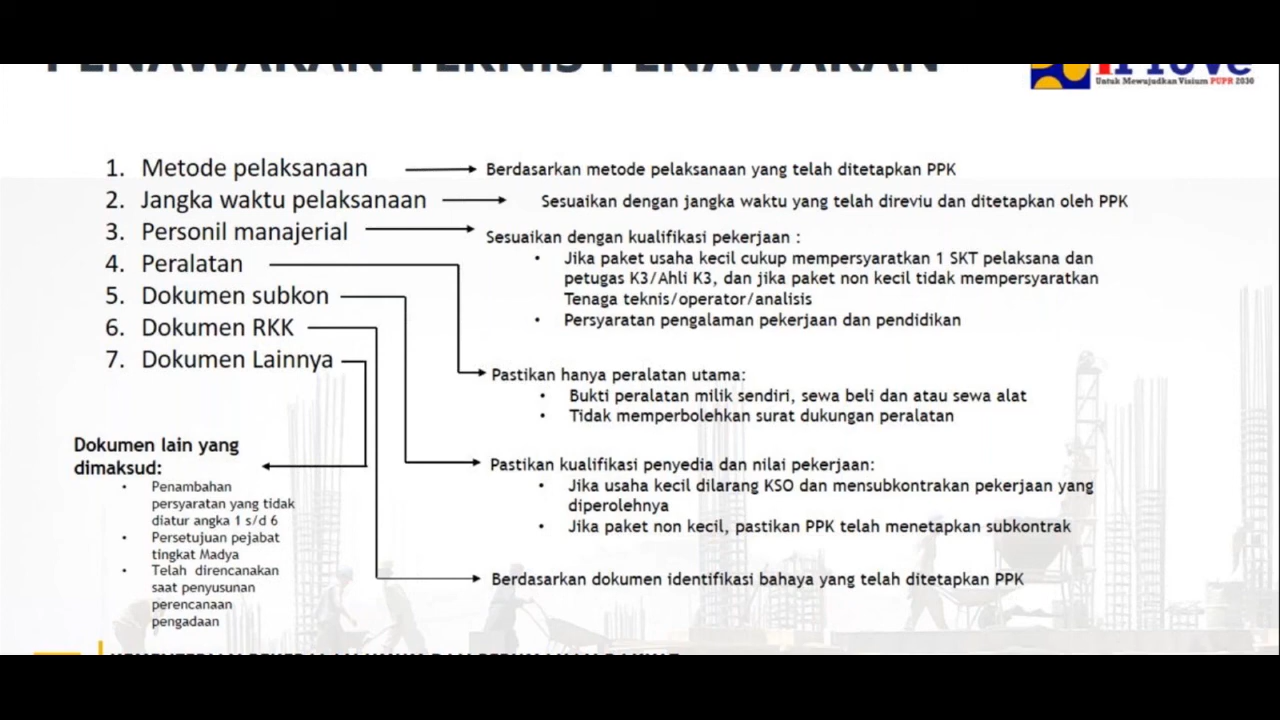 PENAWARAN TEKNIS PENAWARAN
Untuk Mewujudkan Visium PUPR 2030
1. Metode pelaksanaan
Berdasarkan metode pelaksanaan yang telah ditetapkan PPK
2. Jangka waktu pelaksanaan
Sesuaikan dengan jangka waktu yang telah direviu dan ditetapkan oleh PPK
3. Personil manajerial
Sesuaikan dengan kualifikasi pekerjaan :
• Jika paket usaha kecil cukup mempersyaratkan 1 SKT pelaksana dan
petugas K3/Ahli K3, dan jika paket non kecil tidak mempersyaratkan
Tenaga teknis/operator/analisis
• Persyaratan pengalaman pekerjaan dan pendidikan
4. Peralatan
5. Dokumen subkon
6. Dokumen RKK
7. Dokumen Lainnya
Pastikan hanya peralatan utama:
• Bukti peralatan milik sendiri, sewa beli dan atau sewa alat
• Tidak memperbolehkan surat dukungan peralatan
Pastikan kualifikasi penyedia dan nilai pekerjaan:
• Jika usaha kecil dilarang KSO dan mensubkontrakan pekerjaan yang
diperolehnya
• Jika paket non kecil, pastikan PPK telah menetapkan subkontrak
Berdasarkan dokumen identifikasi bahaya yang telah ditetapkan PPK
Dokumen lain yang
dimaksud:
• Penambahan
persyaratan yang tidak
diatur angka 1 s/d 6
• Persetujuan pejabat
tingkat Madya
• Telah direncanakan
saat penyusunan
perencanaan
pengadaan